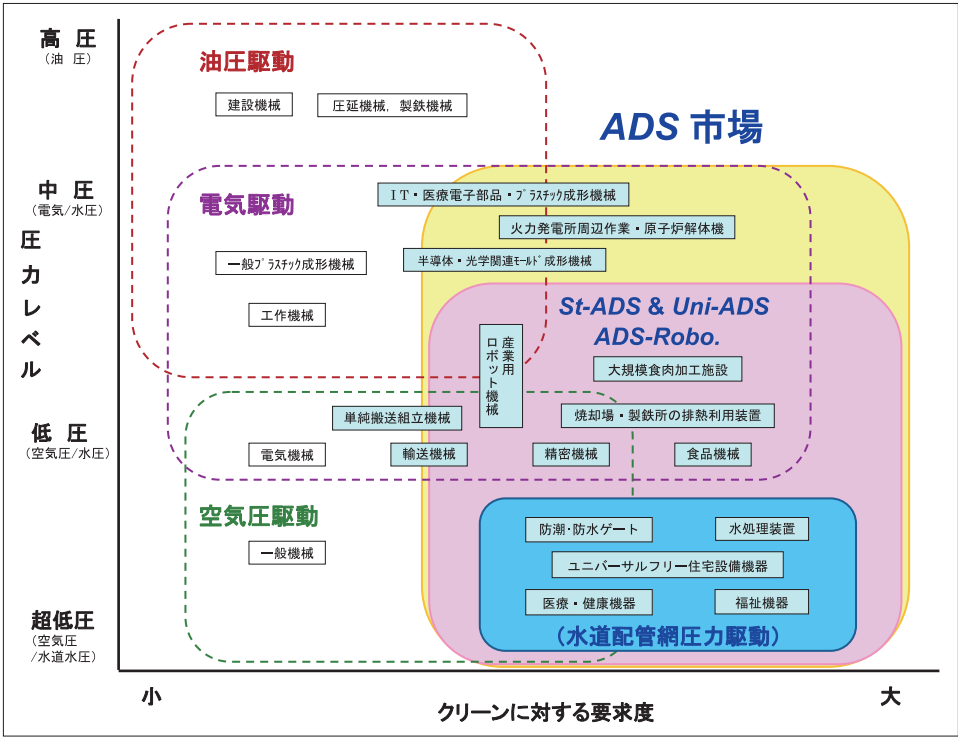 高 圧
(油 圧)
油圧駆動
建設機械
圧延機械, 製鉄機械
ADS 市場
中 圧
(電気/水圧)
電気駆動
IT・医療電子部品・プラスチック成形機械
火力発電所周辺作業・原子炉解体機
一般プラスチック成形機械
半導体・光学関連モールド成形機械
圧力レベル
工作機械
St-ADS & Uni-ADS
ADS-Robo.
産業用
ロボット機械
大規模食肉加工施設
低 圧
(空気圧/水圧)
単純搬送組立機械
焼却場・製鉄所の排熱利用装置
電気機械
輸送機械
精密機械
食品機械
空気圧駆動
一般機械
防潮・防水ゲート
水処理装置
ユニバーサルフリー住宅設備機器
医療・健康機器
福祉機器
(水道配管網圧力駆動)
超低圧
(空気圧
/水道水圧)
小
大
クリーンに対する要求度